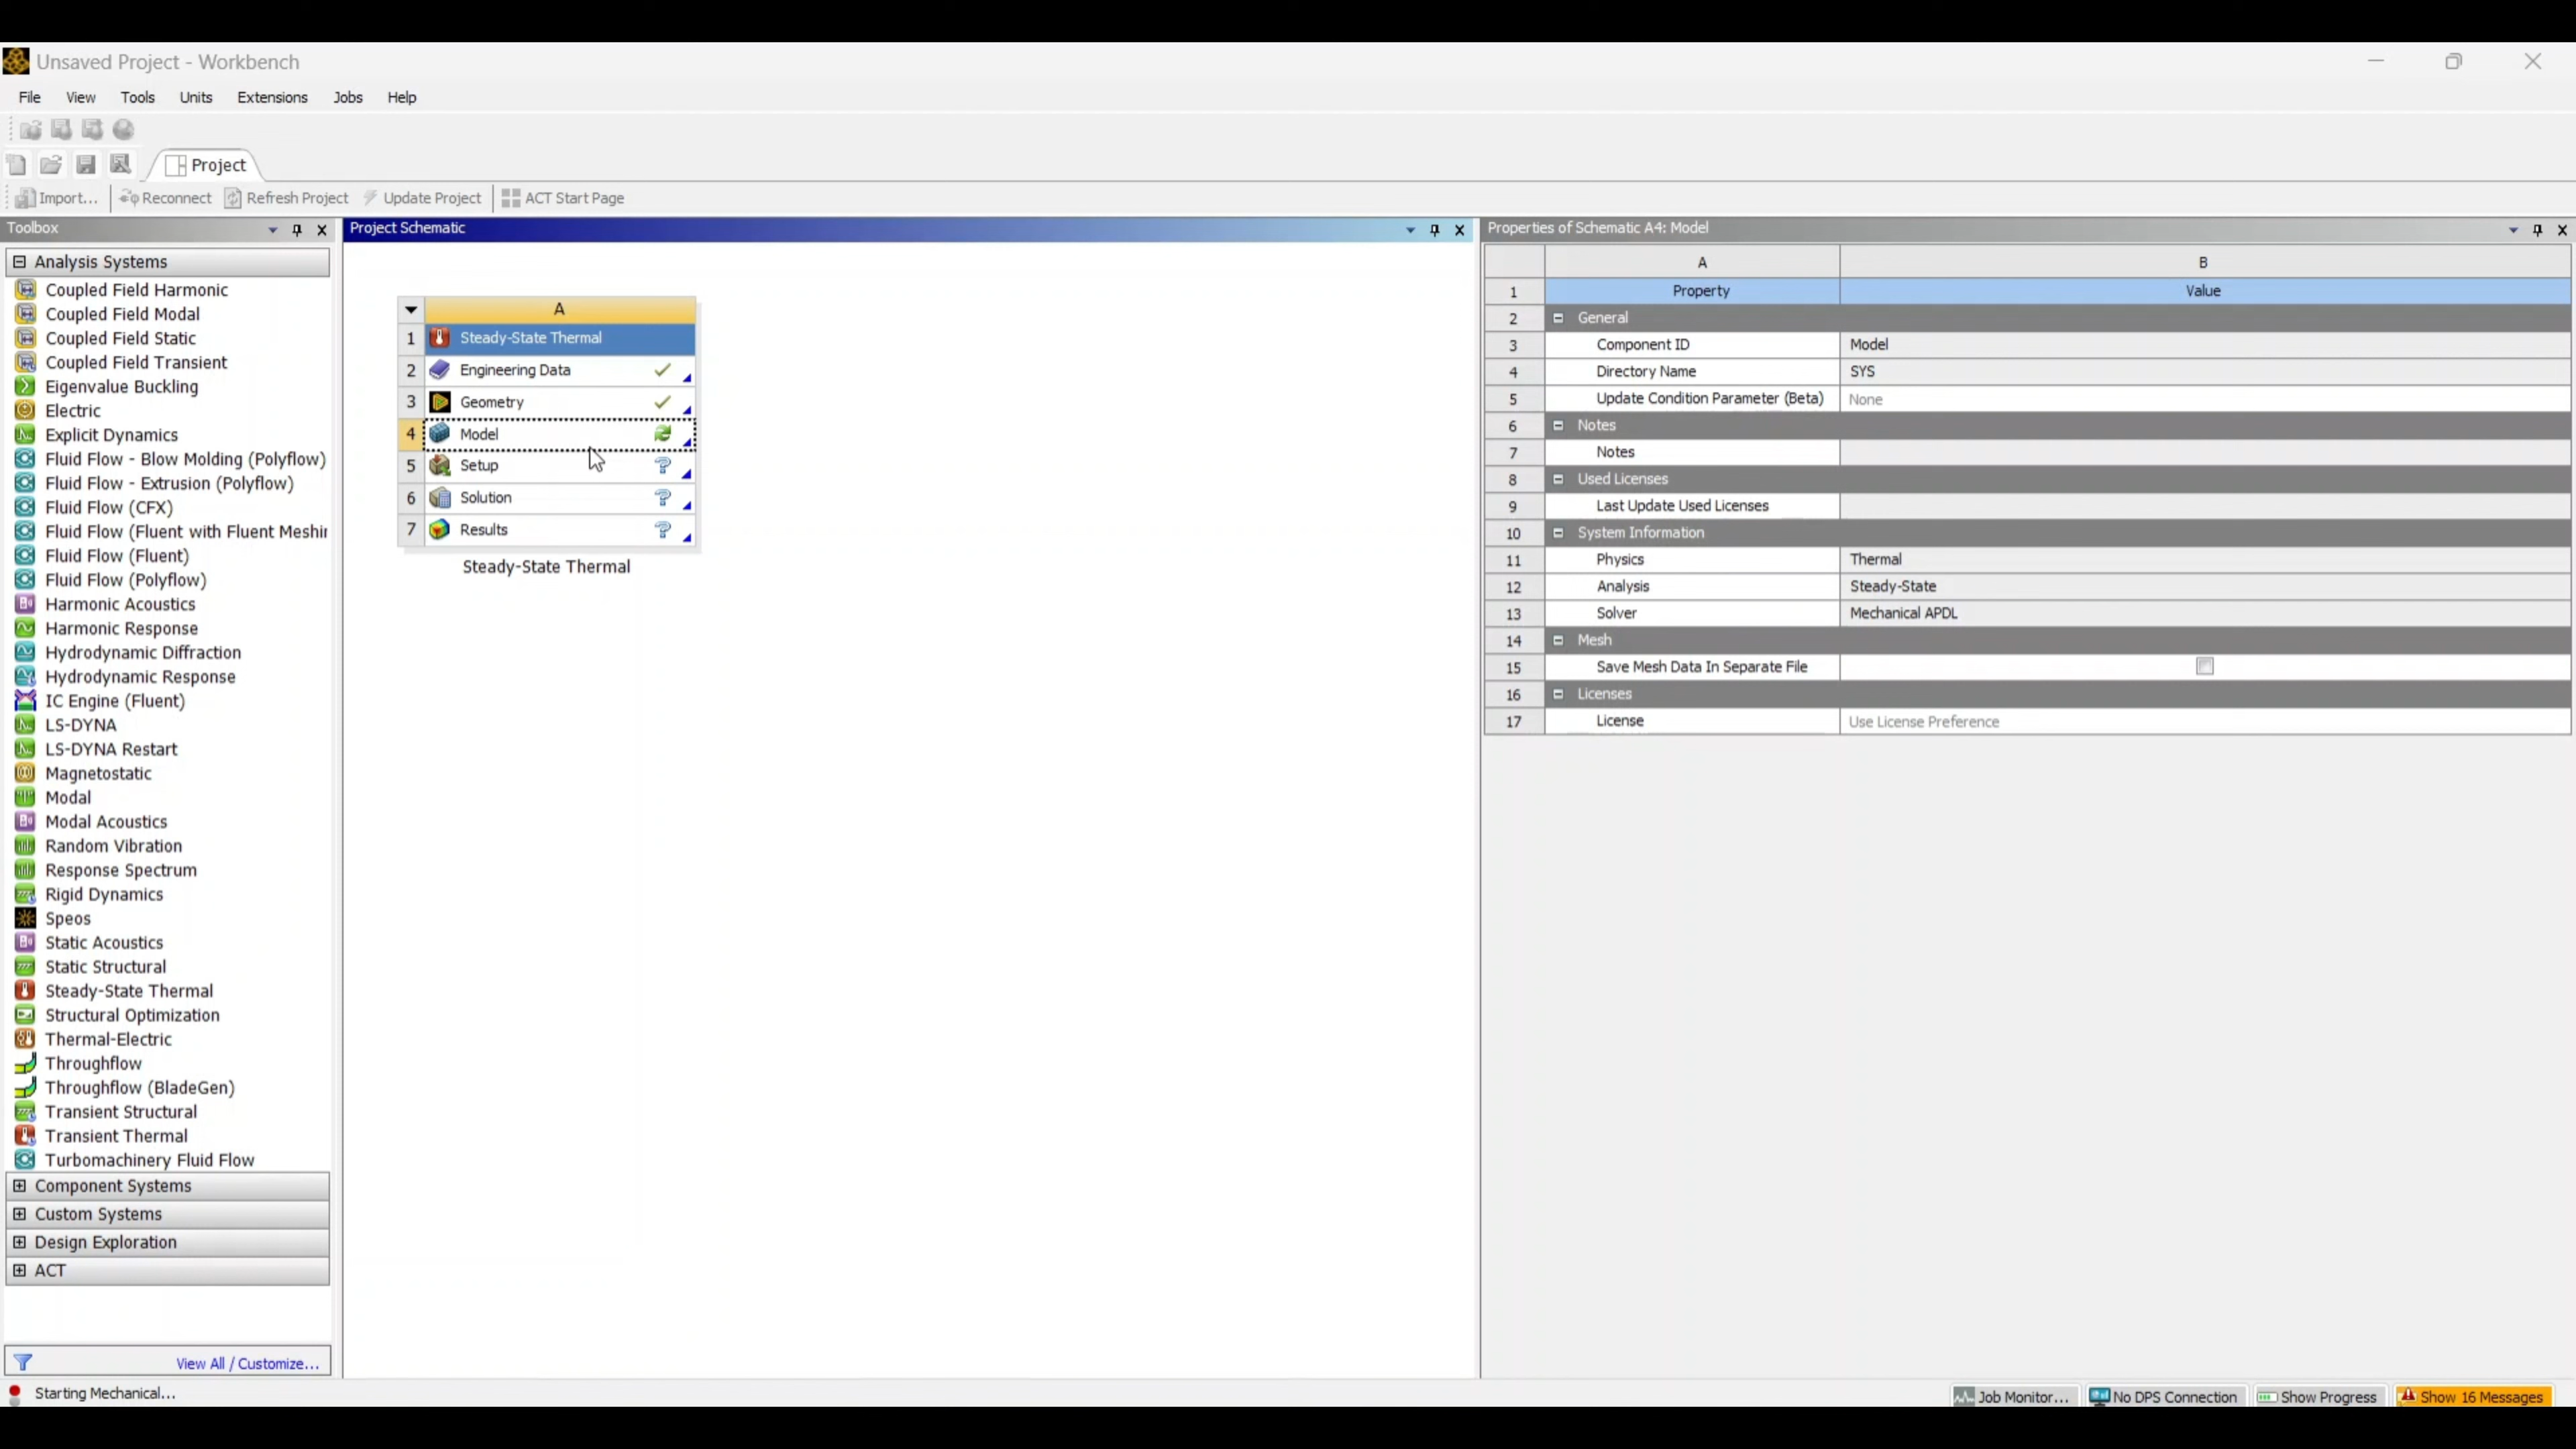 Unsaved Project - Workbench
File View Tools Units Extensions Jobs Help
Project
Import... Reconnect Refresh Project Update Project ACT Start Page
Toolbox
Analysis Systems
Coupled Field Harmonic
Coupled Field Modal
Coupled Field Static
Coupled Field Transient
Eigenvalue Buckling
Electric
Explicit Dynamics
Fluid Flow - Blow Molding (Polyflow)
Fluid Flow - Extrusion (Polyflow)
Fluid Flow (CFX)
Fluid Flow (Fluent with Fluent Meshir
Fluid Flow (Fluent)
Fluid Flow (Polyflow)
Harmonic Acoustics
Harmonic Response
Hydrodynamic Diffraction
Hydrodynamic Response
IC Engine (Fluent)
LS-DYNA
LS-DYNA Restart
Magnetostatic
Modal
Modal Acoustics
Random Vibration
Response Spectrum
Rigid Dynamics
Speos
Static Acoustics
Static Structural
Steady-State Thermal
Structural Optimization
Thermal-Electric
Throughflow
Throughflow (BladeGen)
Transient Structural
Transient Thermal
Turbomachinery Fluid Flow
Component Systems
Custom Systems
Design Exploration
ACT
View All / Customize...
Project Schematic
A
1 Steady-State Thermal
2 Engineering Data
3 Geometry
4 Model
5 Setup
6 Solution
7 Results
Steady-State Thermal
Properties of Schematic A4: Model
A B
1 Property Value
2 General
3 Component ID Model
4 Directory Name SYS
5 Update Condition Parameter (Beta) None
6 Notes
7 Notes
8 Used Licenses
9 Last Update Used Licenses
10 System Information
11 Physics Thermal
12 Analysis Steady-State
13 Solver Mechanical APDL
14 Mesh
15 Save Mesh Data In Separate File
16 Licenses
17 License Use License Preference
Starting Mechanical... Job Monitor... No DPS Connection Show Progress Show 16 Messages